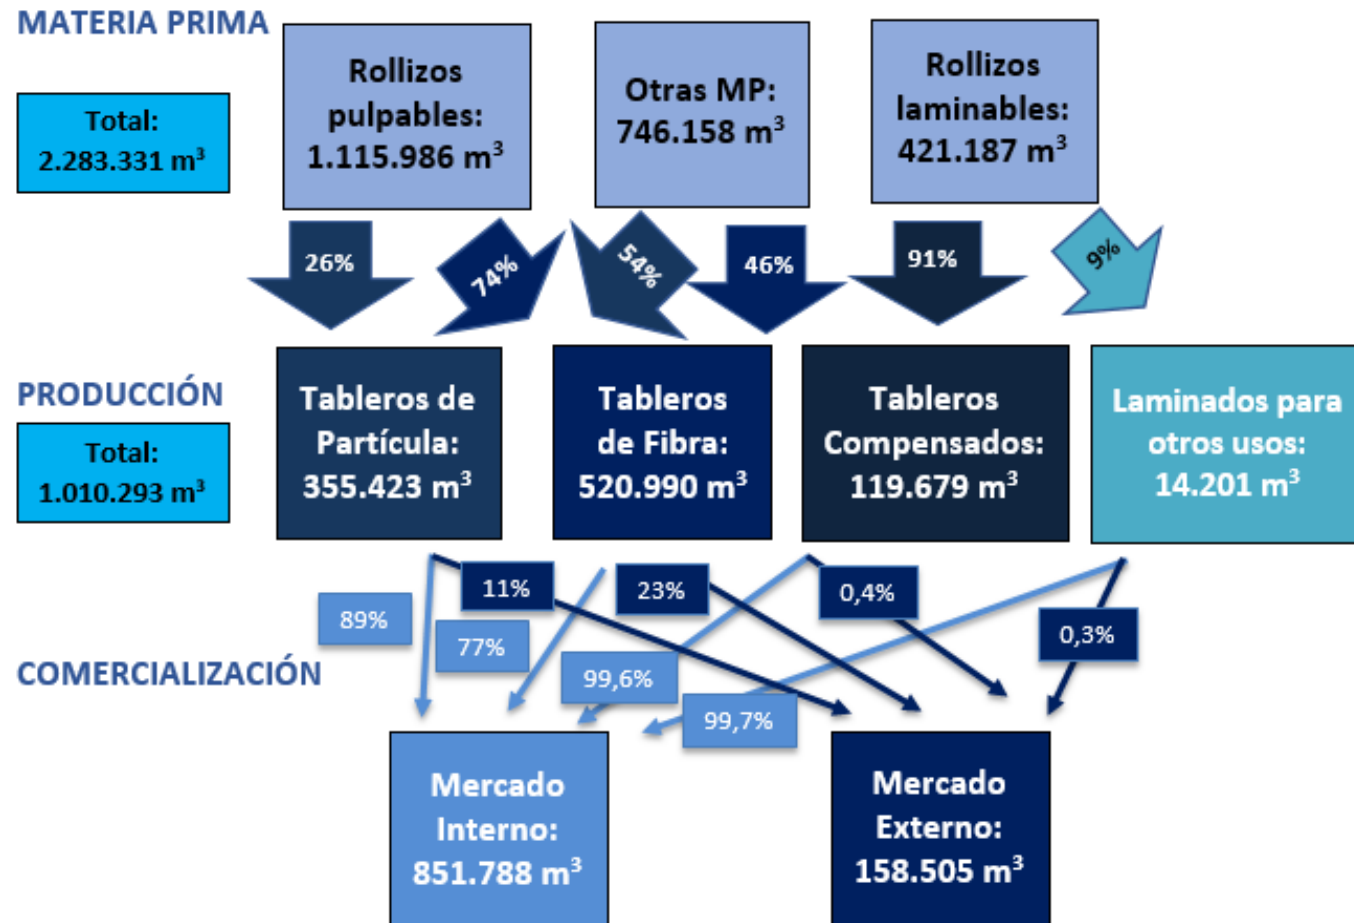 MATERIA PRIMA
Total:
2.283.331 m³
Rollizos
pulpables:
1.115.986 m³
Otras MP:
746.158 m³
Rollizos
laminables:
421.187 m³
26%
74%
54%
46%
91%
9%
PRODUCCIÓN
Total:
1.010.293 m³
Tableros de
Partícula:
355.423 m³
Tableros
de Fibra:
520.990 m³
Tableros
Compensados:
119.679 m³
Laminados para
otros usos:
14.201 m³
11%
23%
0,4%
89%
77%
0,3%
COMERCIALIZACIÓN
99,6%
99,7%
Mercado
Interno:
851.788 m³
Mercado
Externo:
158.505 m³